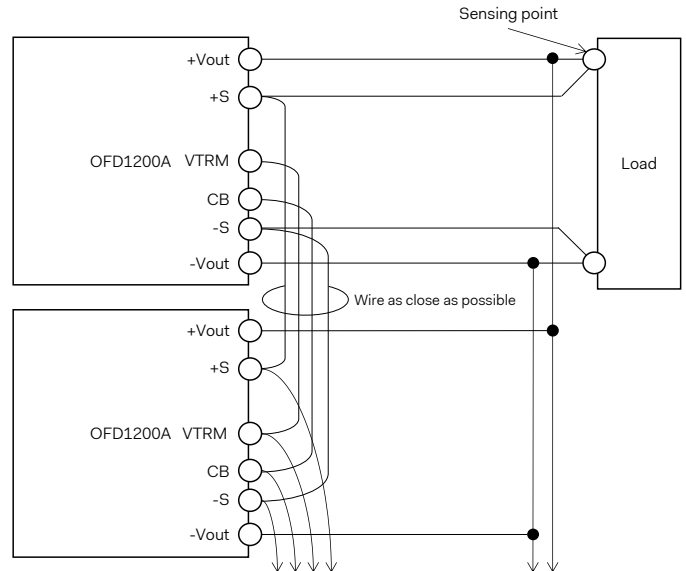 Sensing point
+Vout
+S
OFD1200A VTRM
Load
CB
-S
-Vout
Wire as close as possible
+Vout
+S
OFD1200A VTRM
CB
-S
-Vout